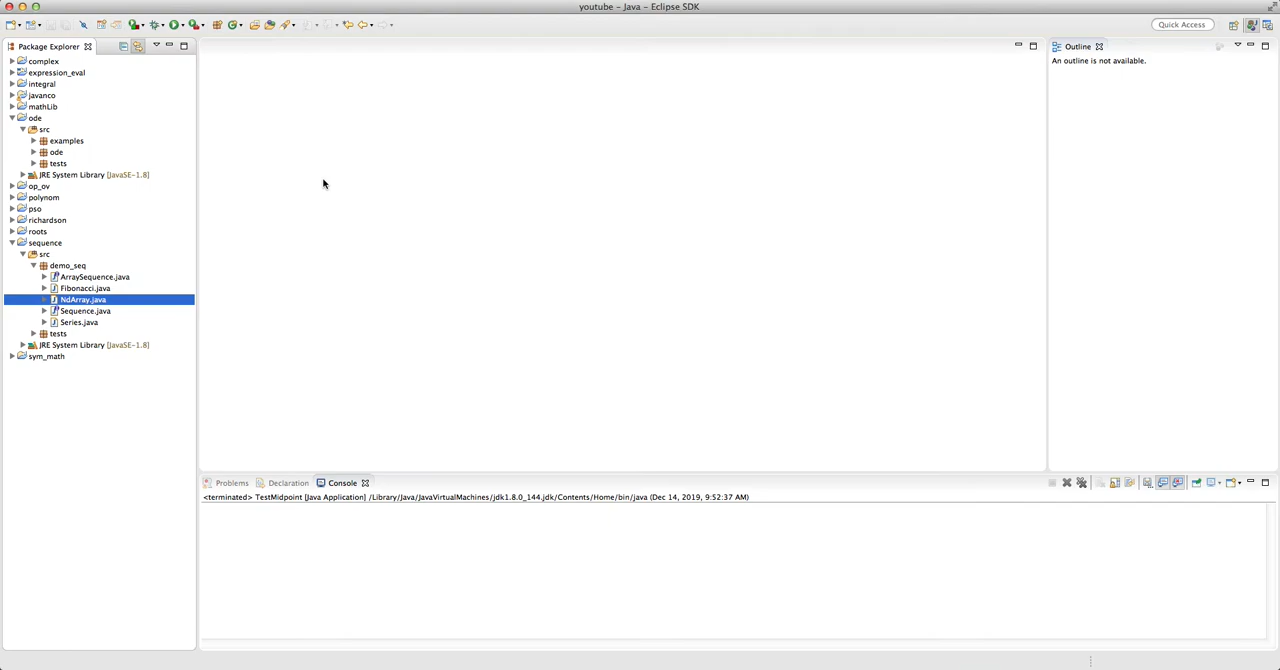 youtube - Java - Eclipse SDK
Quick Access
Package Explorer
complex
expression_eval
integral
javanco
mathLib
ode
src
examples
ode
tests
JRE System Library [JavaSE-1.8]
op_ov
polynom
pso
richardson
roots
sequence
src
demo_seq
ArraySequence.java
Fibonacci.java
NdArray.java
Sequence.java
Series.java
tests
JRE System Library [JavaSE-1.8]
sym_math
Outline
An outline is not available.
Problems Declaration Console
<terminated> TestMidpoint [Java Application] /Library/Java/JavaVirtualMachines/jdk1.8.0_144.jdk/Contents/Home/bin/java (Dec 14, 2019, 9:52:37 AM)